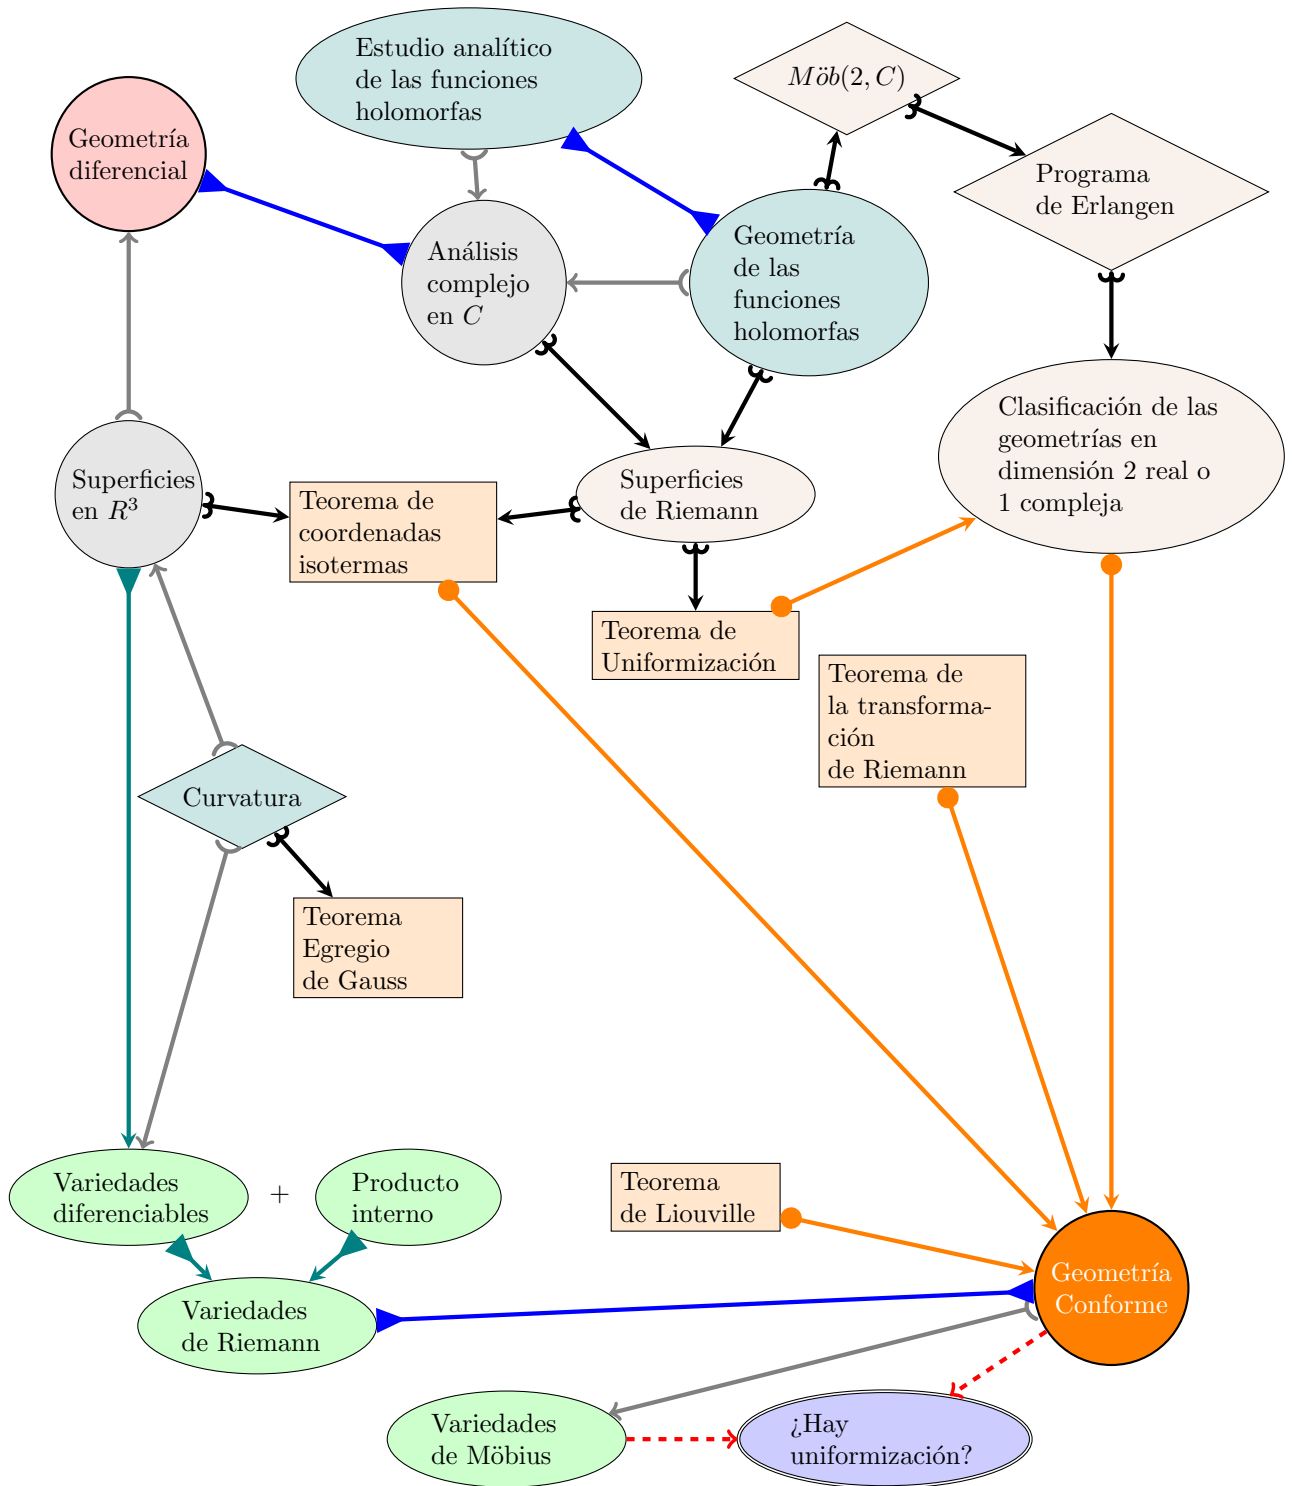 Estudio analítico
de las funciones
holomorfas
Möb(2, C)
Geometría
diferencial
Programa
de Erlangen
Análisis
complejo
en C
Geometría
de las
funciones
holomorfas
Clasificación de las
geometrías en
dimensión 2 real o
1 compleja
Superficies
en R³
Teorema de
coordenadas
isotermas
Superficies
de Riemann
Teorema de
Uniformización
Teorema de
la transforma-
ción
de Riemann
Curvatura
Teorema
Egregio
de Gauss
Variedades
diferenciables
+
Producto
interno
Teorema
de Liouville
Geometría
Conforme
Variedades
de Riemann
Variedades
de Möbius
¿Hay
uniformización?